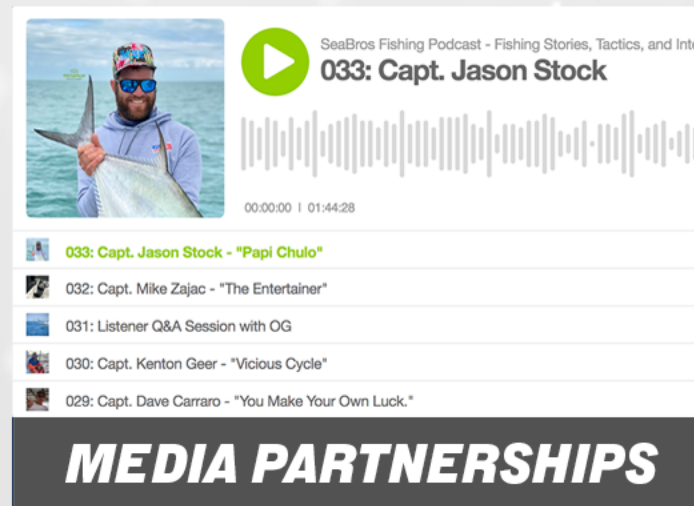 SeaBros Fishing Podcast - Fishing Stories, Tactics, and Inte
033: Capt. Jason Stock
00:00:00 | 01:44:28
033: Capt. Jason Stock - "Papi Chulo"
032: Capt. Mike Zajac - "The Entertainer"
031: Listener Q&A Session with OG
030: Capt. Kenton Geer - "Vicious Cycle"
029: Capt. Dave Carraro - "You Make Your Own Luck."
MEDIA PARTNERSHIPS